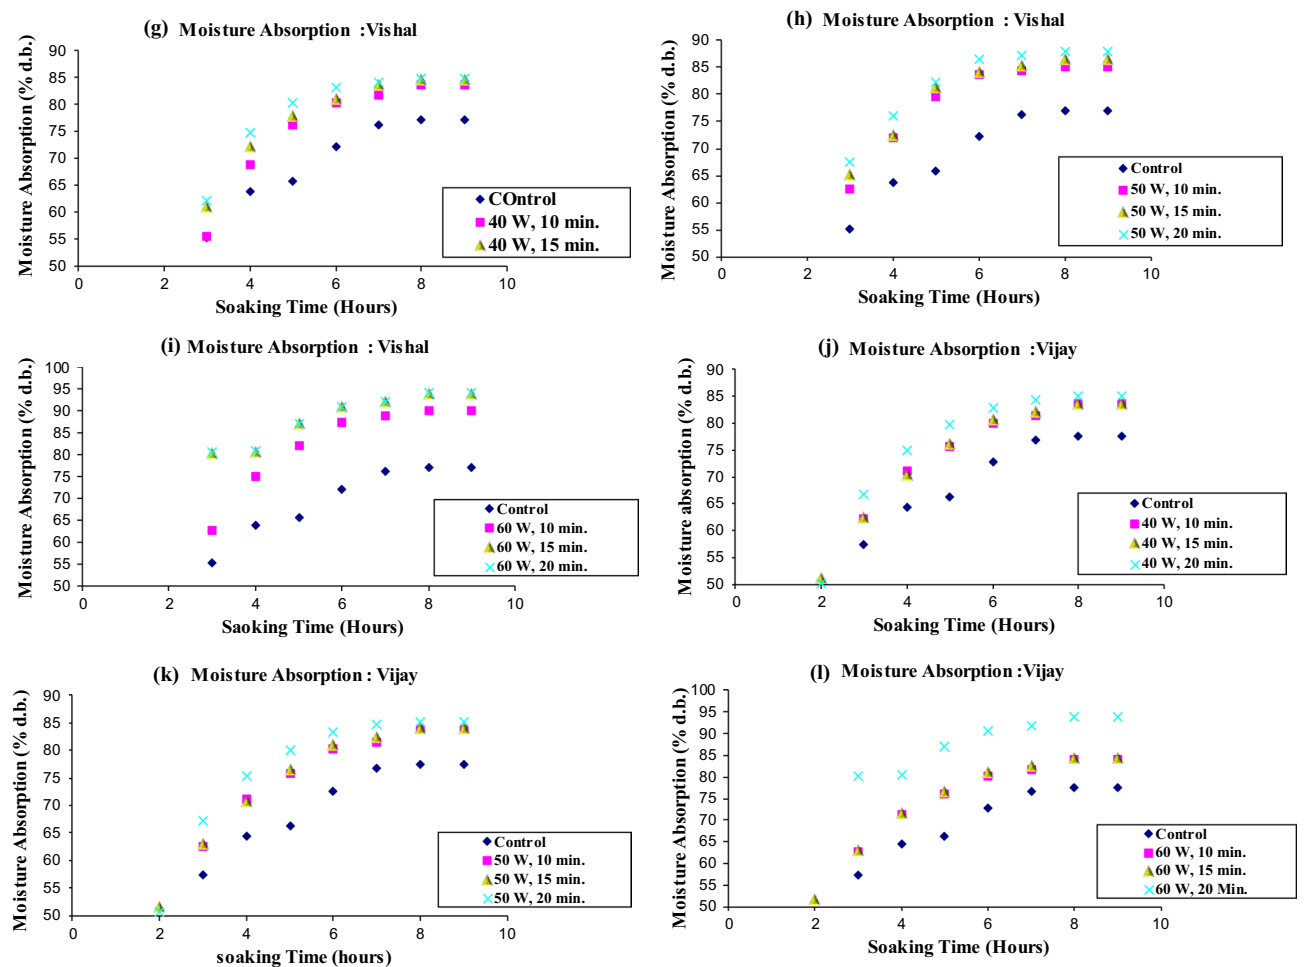 (g) Moisture Absorption :Vishal
Moisture Absorption (% d.b.)
90
85
80
75
70
65
60
55
50
0 2 4 6 8 10
COntrol
40 W, 10 min.
40 W, 15 min.
Soaking Time (Hours)
(h) Moisture Absorption :Vishal
Moisture Absorption (% d.b.)
90
85
80
75
70
65
60
55
50
0 2 4 6 8 10
Control
50 W, 10 min.
50 W, 15 min.
50 W, 20 min.
Soaking Time (Hours)
(i) Moisture Absorption : Vishal
Moisture Absorption (% d.b.)
100
95
90
85
80
75
70
65
60
55
50
0 2 4 6 8 10
Control
60 W, 10 min.
60 W, 15 min.
60 W, 20 min.
Saoking Time (Hours)
(j) Moisture Absorption :Vijay
Moisture absorption (% d.b.)
90
85
80
75
70
65
60
55
50
0 2 4 6 8 10
Control
40 W, 10 min.
40 W, 15 min.
40 W, 20 min.
Soaking Time (Hours)
(k) Moisture Absorption : Vijay
Moisture Absorption (% d.b.)
90
85
80
75
70
65
60
55
50
0 2 4 6 8 10
Control
50 W, 10 min.
50 W, 15 min.
50 W, 20 min.
soaking Time (hours)
(l) Moisture Absorption :Vijay
Moisture Absorption (% d.b.)
100
95
90
85
80
75
70
65
60
55
50
0 2 4 6 8 10
Control
60 W, 10 min.
60 W, 15 min.
60 W, 20 Min.
Soaking Time (Hours)